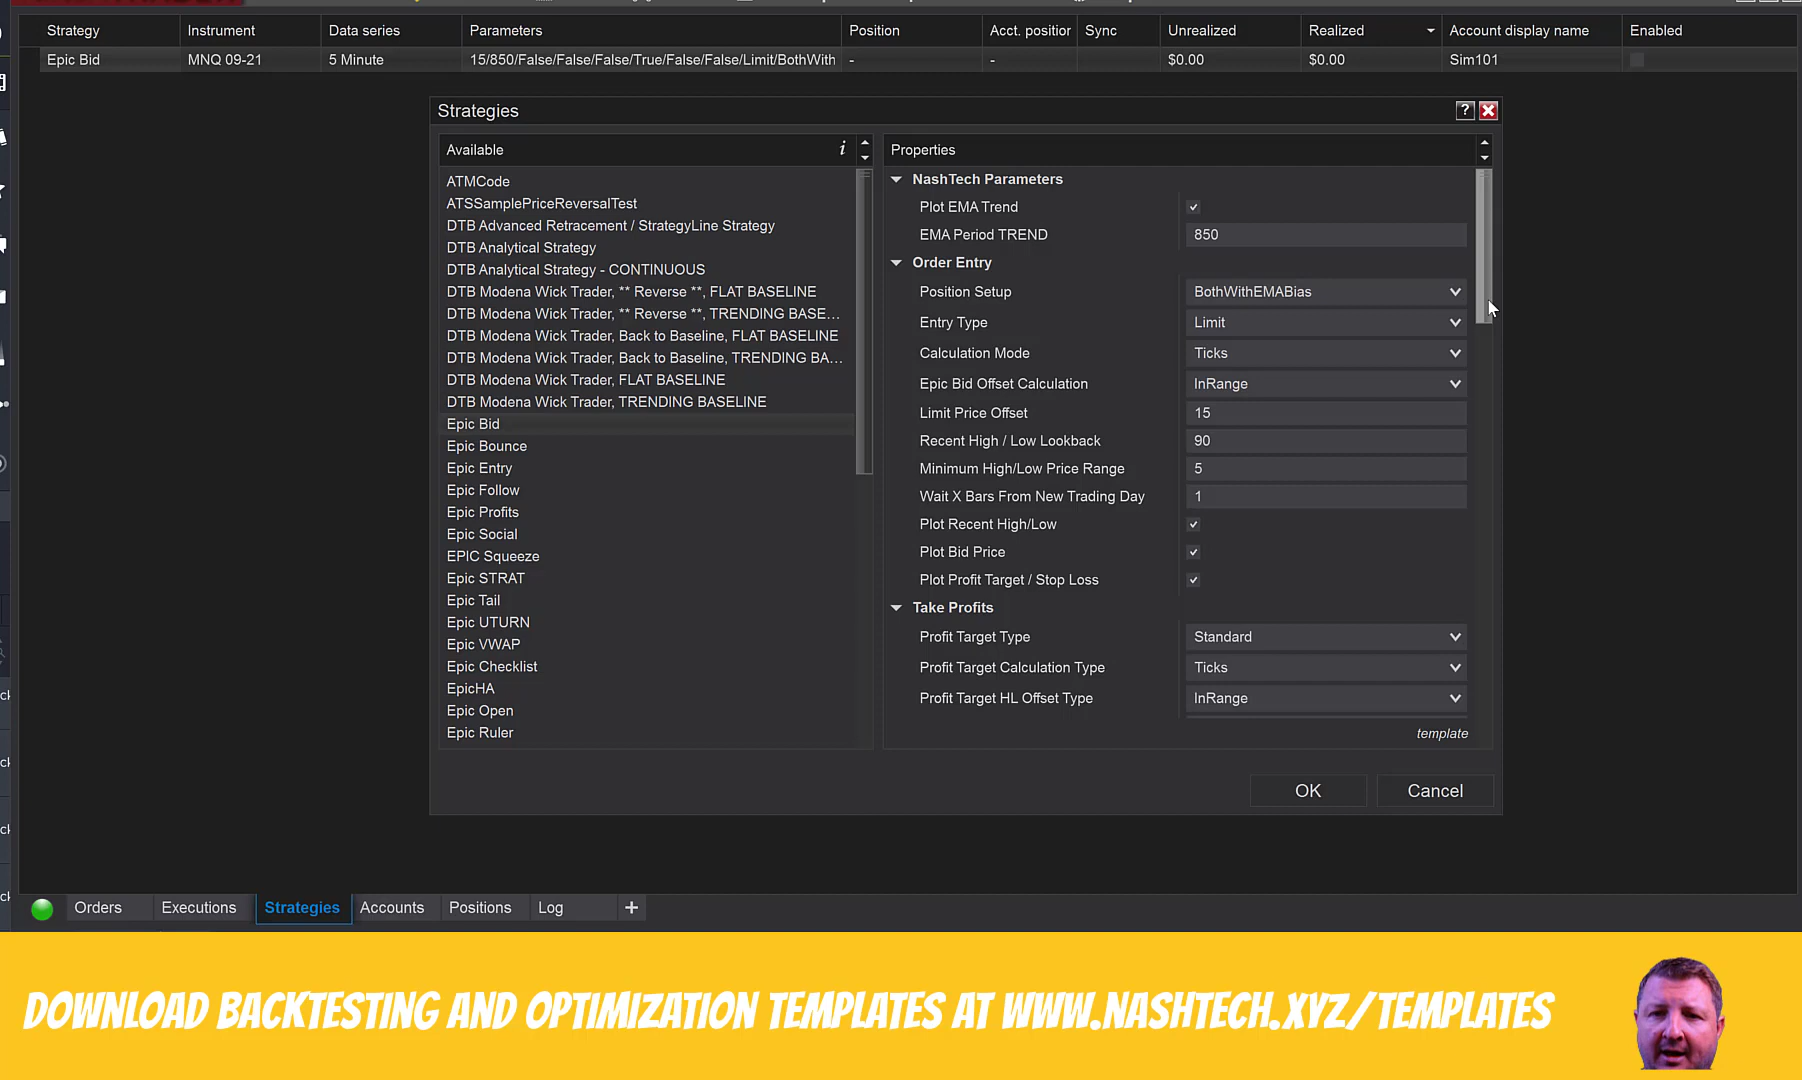 Strategy Instrument Data series Parameters Position Acct. position Sync Unrealized Realized Account display name Enabled
Epic Bid MNQ 09-21 5 Minute 15/850/False/False/False/True/False/False/Limit/BothWith - - $0.00 $0.00 Sim101
Strategies ?
Available i
ATMCode
ATSSamplePriceReversalTest
DTB Advanced Retracement / StrategyLine Strategy
DTB Analytical Strategy
DTB Analytical Strategy - CONTINUOUS
DTB Modena Wick Trader, ** Reverse **, FLAT BASELINE
DTB Modena Wick Trader, ** Reverse **, TRENDING BASE...
DTB Modena Wick Trader, Back to Baseline, FLAT BASELINE
DTB Modena Wick Trader, Back to Baseline, TRENDING BA...
DTB Modena Wick Trader, FLAT BASELINE
DTB Modena Wick Trader, TRENDING BASELINE
Epic Bid
Epic Bounce
Epic Entry
Epic Follow
Epic Profits
Epic Social
EPIC Squeeze
Epic STRAT
Epic Tail
Epic UTURN
Epic VWAP
Epic Checklist
EpicHA
Epic Open
Epic Ruler
Properties
NashTech Parameters
Plot EMA Trend
EMA Period TREND 850
Order Entry
Position Setup BothWithEMABias
Entry Type Limit
Calculation Mode Ticks
Epic Bid Offset Calculation InRange
Limit Price Offset 15
Recent High / Low Lookback 90
Minimum High/Low Price Range 5
Wait X Bars From New Trading Day 1
Plot Recent High/Low
Plot Bid Price
Plot Profit Target / Stop Loss
Take Profits
Profit Target Type Standard
Profit Target Calculation Type Ticks
Profit Target HL Offset Type InRange
template
OK Cancel
Orders Executions Strategies Accounts Positions Log +
DOWNLOAD BACKTESTING AND OPTIMIZATION TEMPLATES AT WWW.NASHTECH.XYZ/TEMPLATES